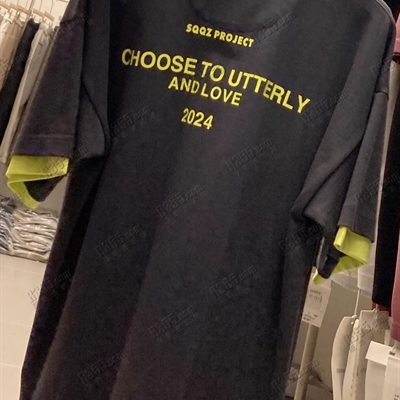 SQQZ PROJECT
CHOOSE TO UTTERLY
AND LOVE
2024